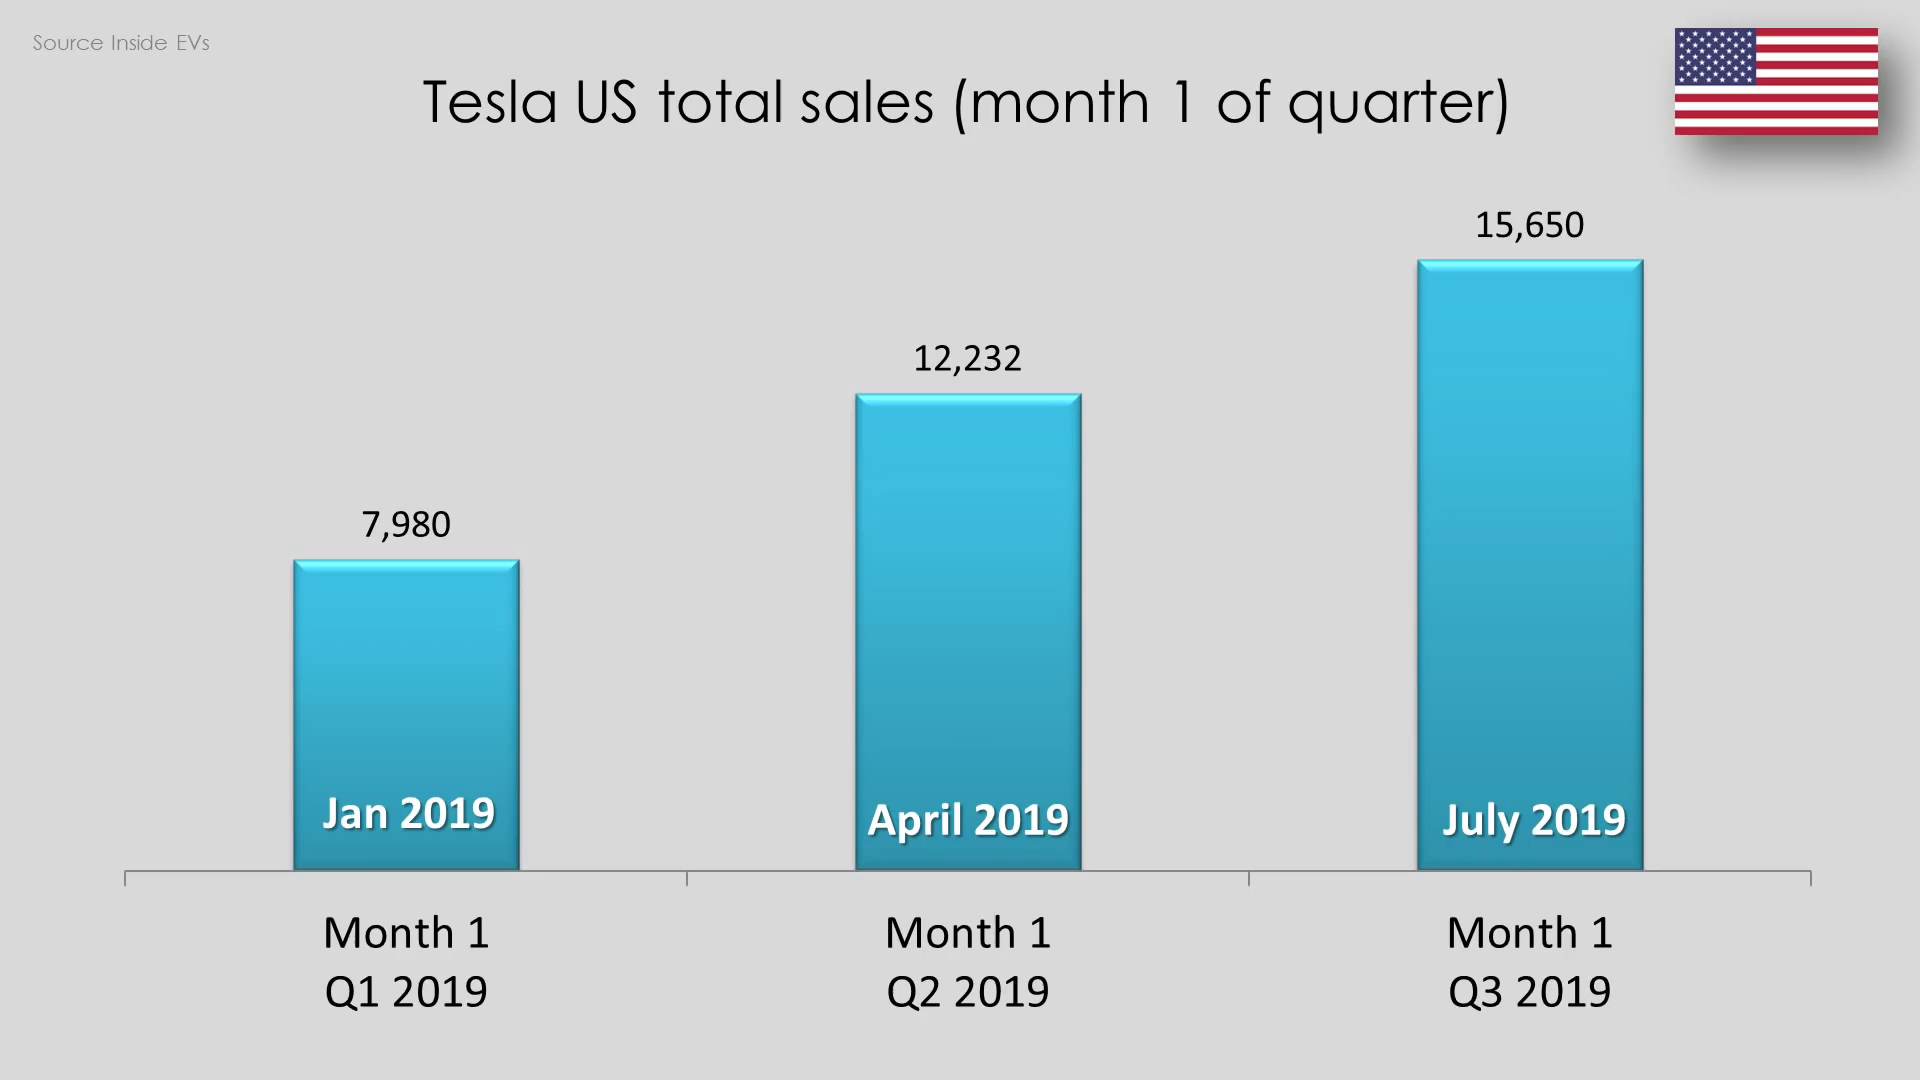 Source Inside EVs
Tesla US total sales (month 1 of quarter)
15,650
12,232
7,980
Jan 2019
April 2019
July 2019
Month 1
Q1 2019
Month 1
Q2 2019
Month 1
Q3 2019